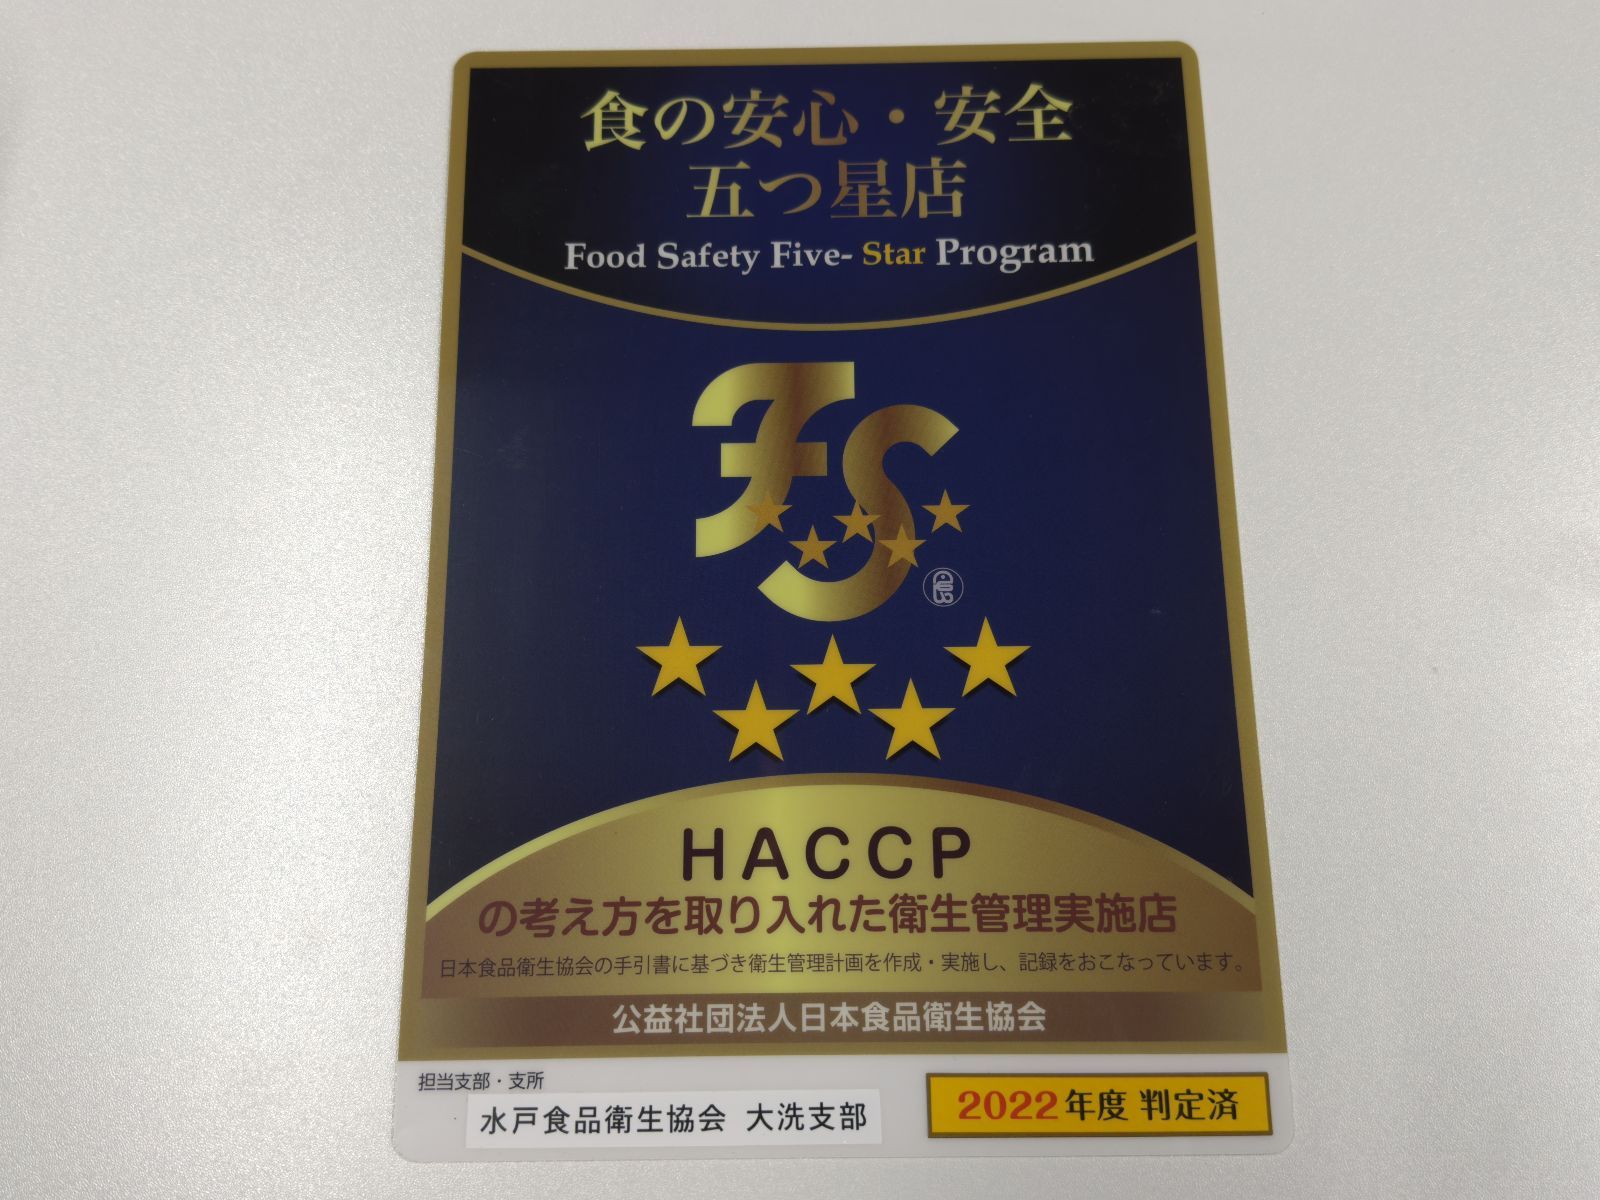 食の安心・安全
五つ星店
Food Safety Five- Star Program
FS
HACCP
の考え方を取り入れた衛生管理実施店
日本食品衛生協会の手引書に基づき衛生管理計画を作成・実施し、記録をおこなっています。
公益社団法人日本食品衛生協会
担当支部・支所
水戸食品衛生協会 大洗支部
2022年度 判定済